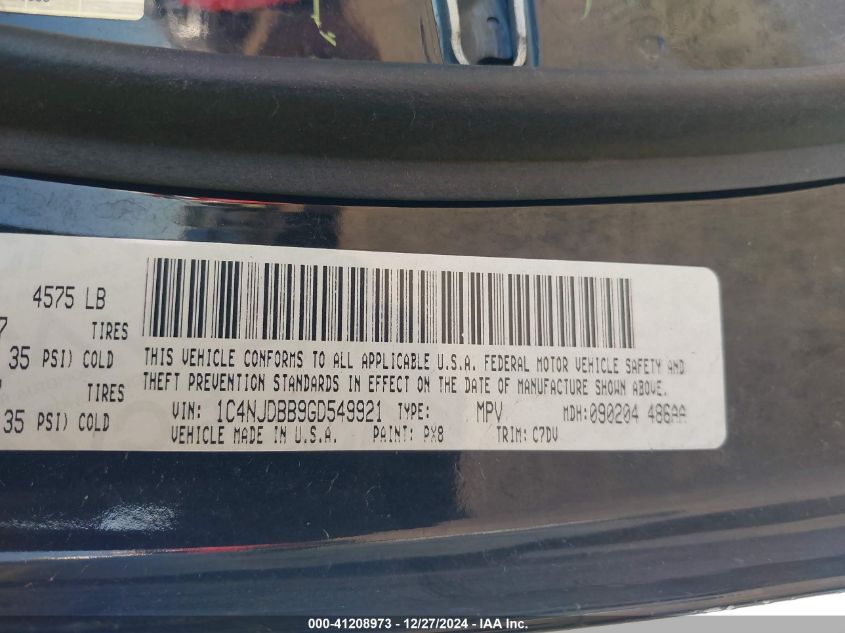 4575 LB
7 TIRES
35 PSI) COLD
TIRES
35 PSI) COLD
THIS VEHICLE CONFORMS TO ALL APPLICABLE U.S.A. FEDERAL MOTOR VEHICLE SAFETY AND
THEFT PREVENTION STANDARDS IN EFFECT ON THE DATE OF MANUFACTURE SHOWN ABOVE.
VIN: 1C4NJDBB9GD549921 TYPE: MPV MDH:090204 486AA
VEHICLE MADE IN U.S.A. PAINT: PX8 TRIM: C7DV
000-41208973 - 12/27/2024 - IAA Inc.